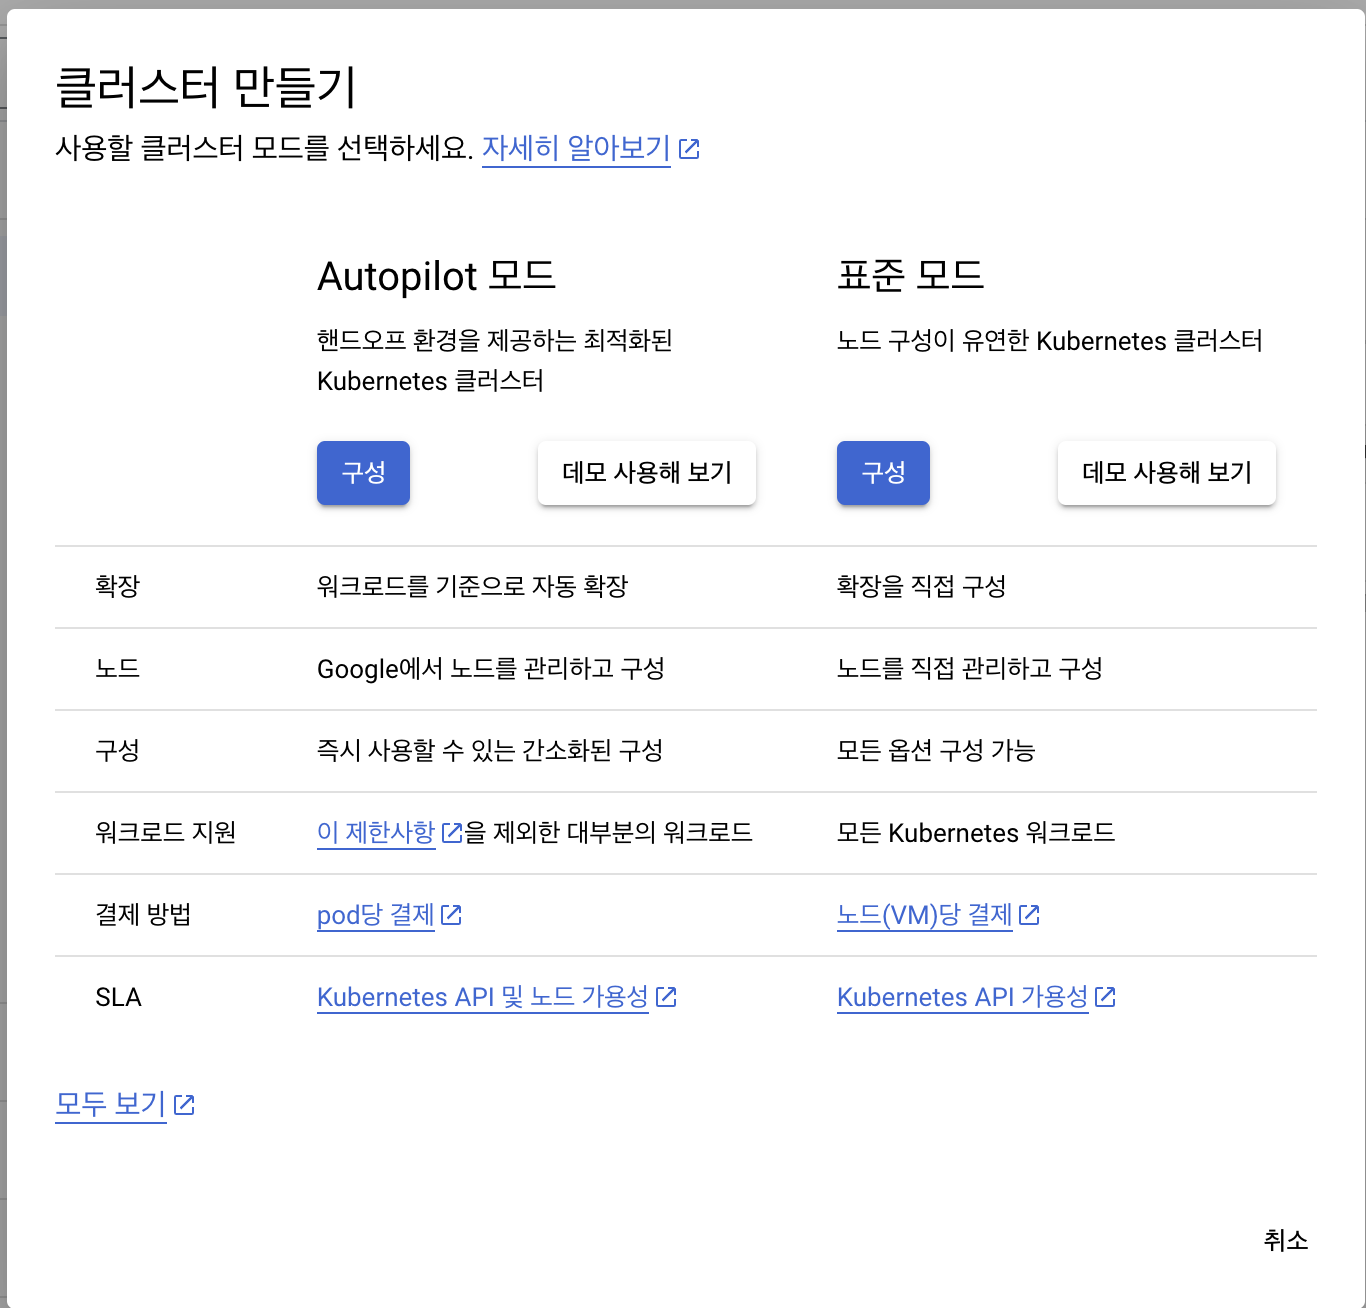 클러스터 만들기
사용할 클러스터 모드를 선택하세요. 자세히 알아보기
Autopilot 모드
핸드오프 환경을 제공하는 최적화된
Kubernetes 클러스터
구성
데모 사용해 보기
표준 모드
노드 구성이 유연한 Kubernetes 클러스터
구성
데모 사용해 보기
확장
워크로드를 기준으로 자동 확장
확장을 직접 구성
노드
Google에서 노드를 관리하고 구성
노드를 직접 관리하고 구성
구성
즉시 사용할 수 있는 간소화된 구성
모든 옵션 구성 가능
워크로드 지원
이 제한사항을 제외한 대부분의 워크로드
모든 Kubernetes 워크로드
결제 방법
pod당 결제
노드(VM)당 결제
SLA
Kubernetes API 및 노드 가용성
Kubernetes API 가용성
모두 보기
취소